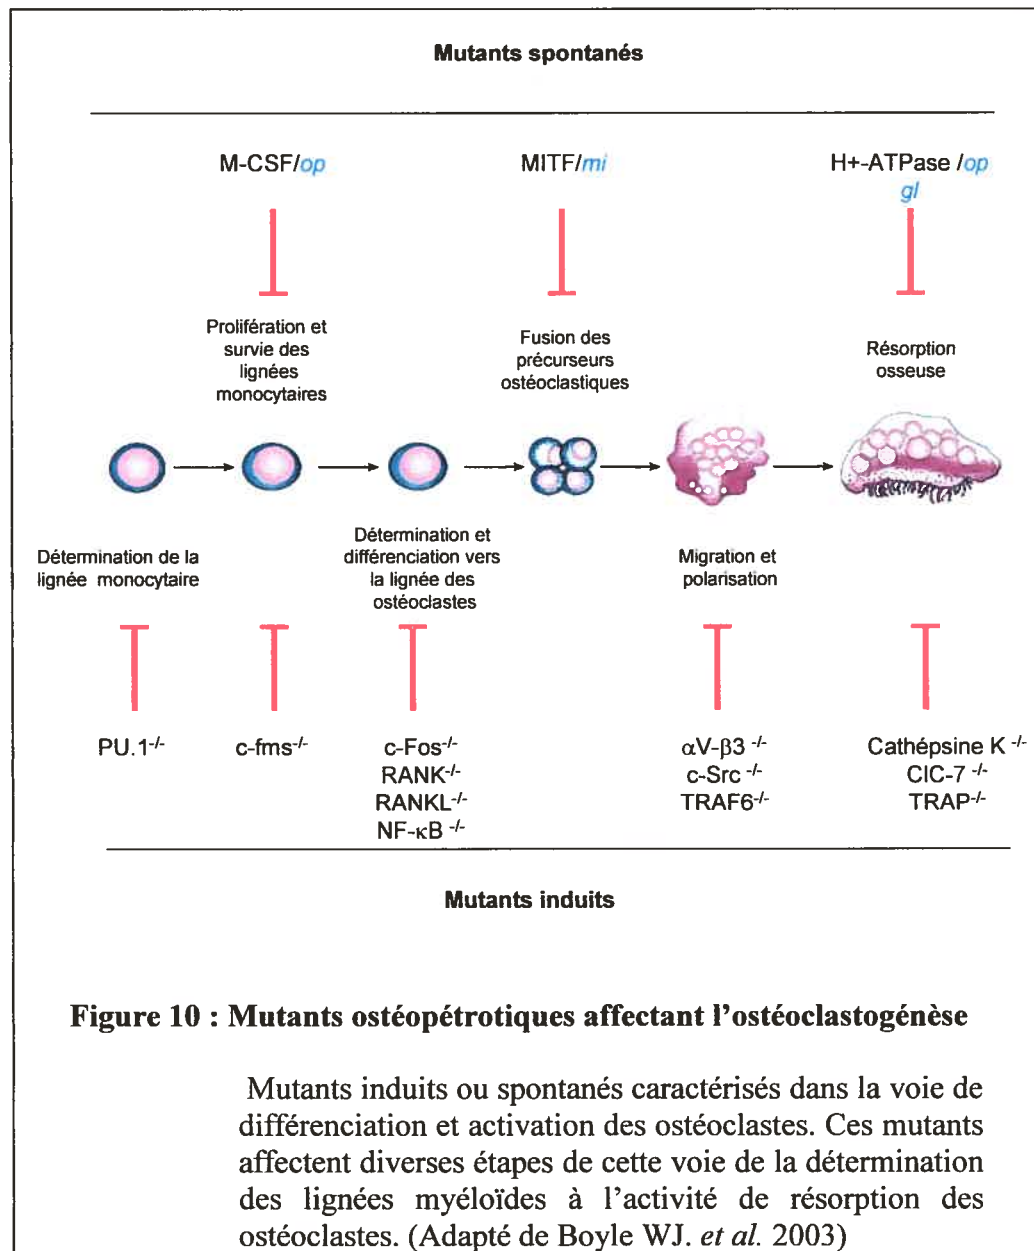 Mutants spontanés
M-CSF/op
MITF/mi
H+-ATPase /op
gl
Prolifération et
survie des
lignées
monocytaires
Fusion des
précurseurs
ostéoclastiques
Résorption
osseuse
Détermination de la
lignée monocytaire
Détermination et
différenciation vers
la lignée des
ostéoclastes
Migration et
polarisation
PU.1-/-
c-fms-/-
c-Fos-/-
RANK-/-
RANKL-/-
NF-κB -/-
αV-β3 -/-
c-Src -/-
TRAF6-/-
Cathépsine K -/-
ClC-7 -/-
TRAP-/-
Mutants induits
Figure 10 : Mutants ostéopétrotiques affectant l'ostéoclastogénèse
Mutants induits ou spontanés caractérisés dans la voie de
différenciation et activation des ostéoclastes. Ces mutants
affectent diverses étapes de cette voie de la détermination
des lignées myéloïdes à l'activité de résorption des
ostéoclastes. (Adapté de Boyle WJ. et al. 2003)